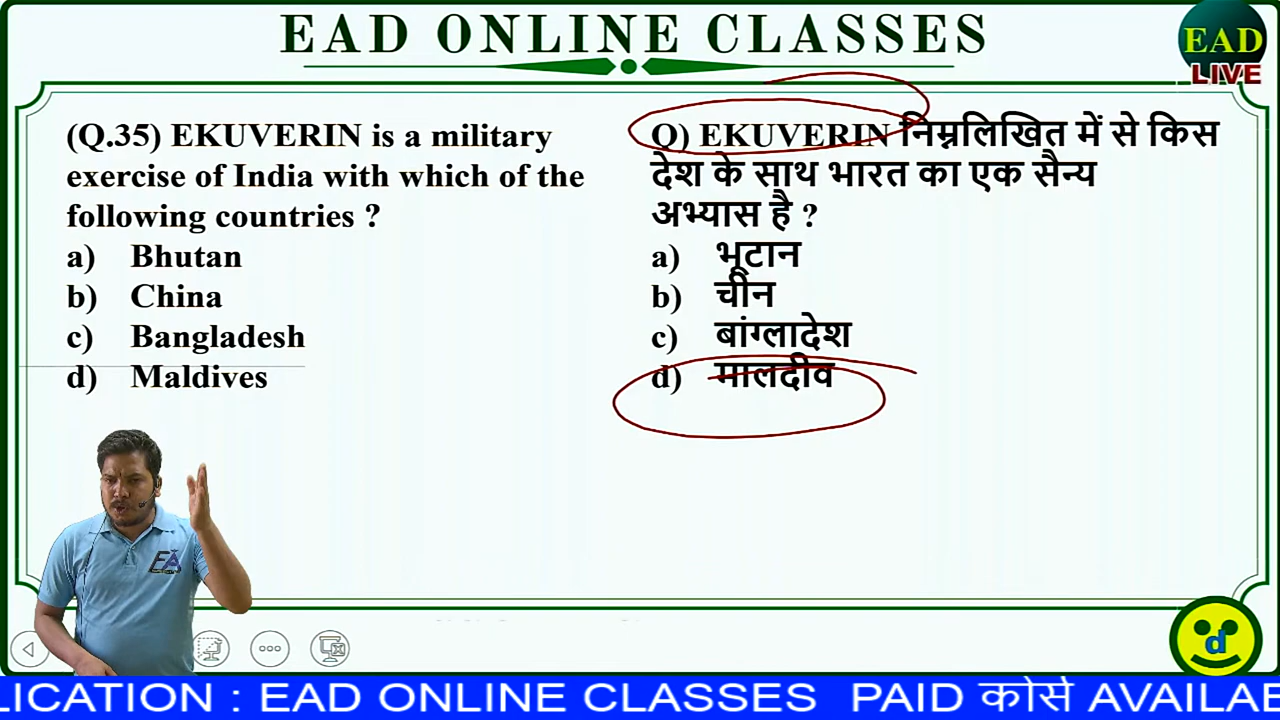 EAD ONLINE CLASSES
EAD
LIVE
(Q.35) EKUVERIN is a military
exercise of India with which of the
following countries ?
a) Bhutan
b) China
c) Bangladesh
d) Maldives
Q) EKUVERIN निम्नलिखित में से किस
देश के साथ भारत का एक सैन्य
अभ्यास है ?
a) भूटान
b) चीन
c) बांग्लादेश
d) मालदीव
EA
d
LICATION : EAD ONLINE CLASSES PAID कोर्स AVAILAB